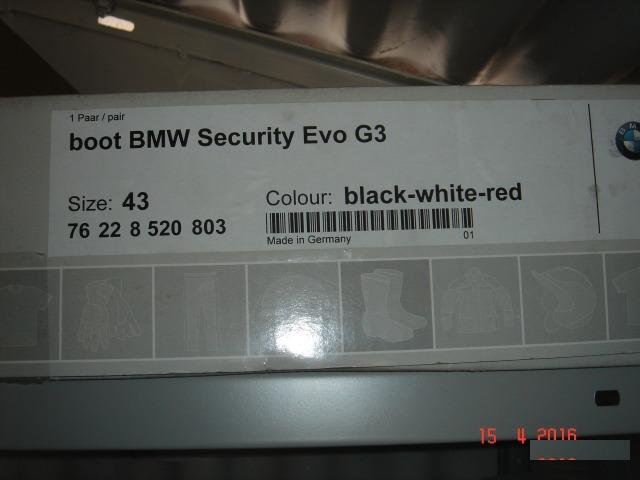 1 Paar / pair
boot BMW Security Evo G3
Size: 43
Colour: black-white-red
76 22 8 520 803
Made in Germany
01
BM
15 4 2016